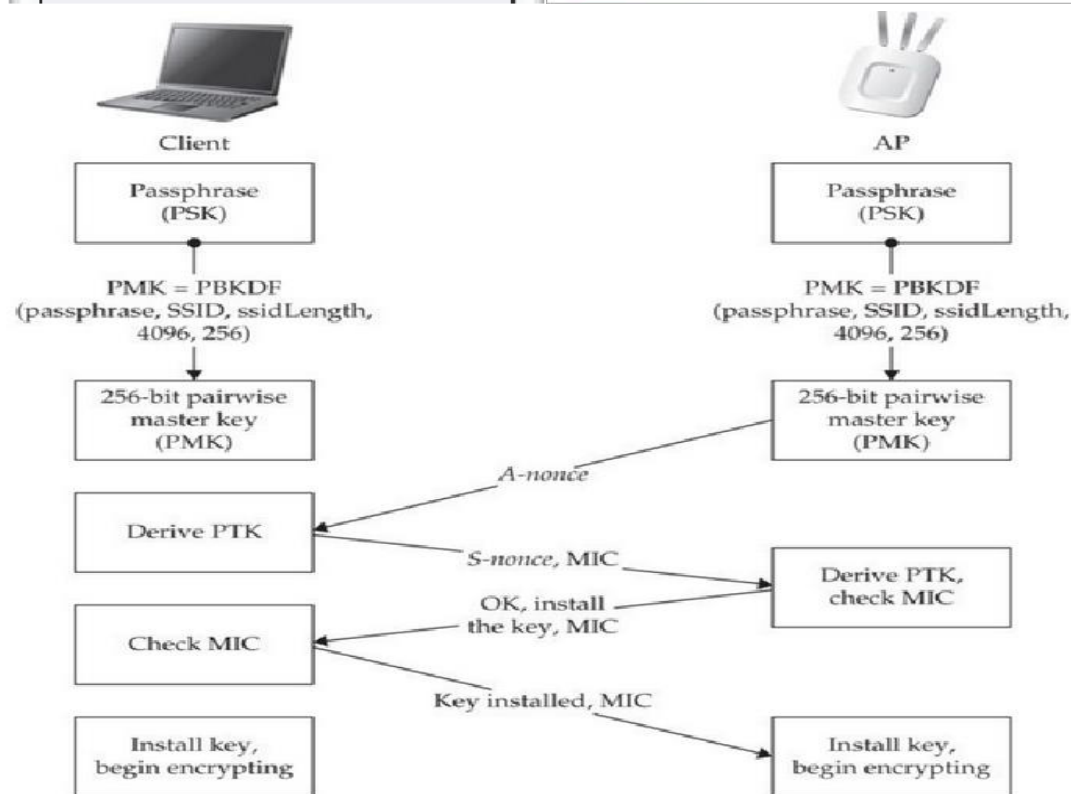 Client
AP
Passphrase
(PSK)
Passphrase
(PSK)
PMK = PBKDF
(passphrase, SSID, ssidLength,
4096, 256)
PMK = PBKDF
(passphrase, SSID, ssidLength,
4096, 256)
256-bit pairwise
master key
(PMK)
256-bit pairwise
master key
(PMK)
A-nonce
Derive PTK
S-nonce, MIC
Derive PTK,
check MIC
OK, install
the key, MIC
Check MIC
Key installed, MIC
Install key,
begin encrypting
Install key,
begin encrypting